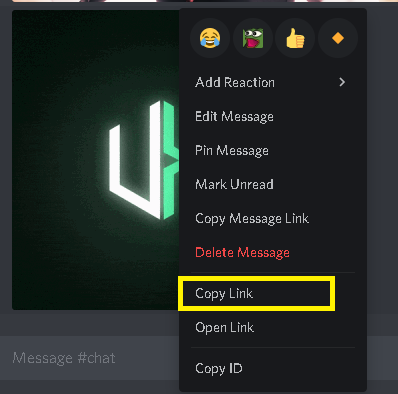 Add Reaction
Edit Message
Pin Message
Mark Unread
Copy Message Link
Delete Message
Copy Link
Open Link
Message #chat
Copy ID